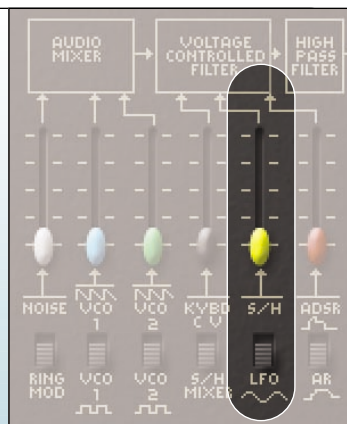 AUDIO
MIXER
VOLTAGE
CONTROLLED
FILTER
HIGH
PASS
FILTER
NOISE
VCO
1
VCO
2
KYBD
C V
S/H
ADSR
RING
MOD
VCO
1
VCO
2
S/H
MIXER
LFO
AR